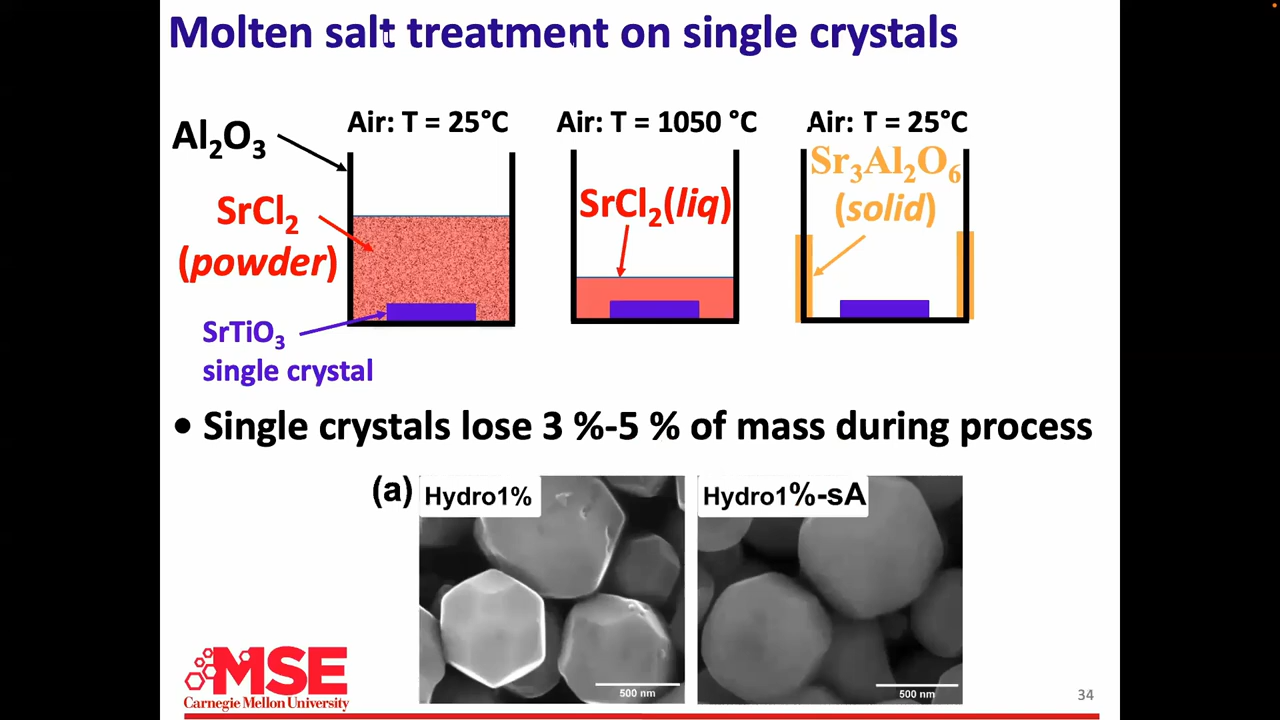 Molten salt treatment on single crystals
Al₂O₃
Air: T = 25°C
Air: T = 1050 °C
Air: T = 25°C
SrCl₂
(powder)
SrCl₂(liq)
Sr₃Al₂O₆
(solid)
SrTiO₃
single crystal
• Single crystals lose 3 %-5 % of mass during process
(a)
Hydro1%
Hydro1%-sA
500 nm
500 nm
MSE
Carnegie Mellon University
34